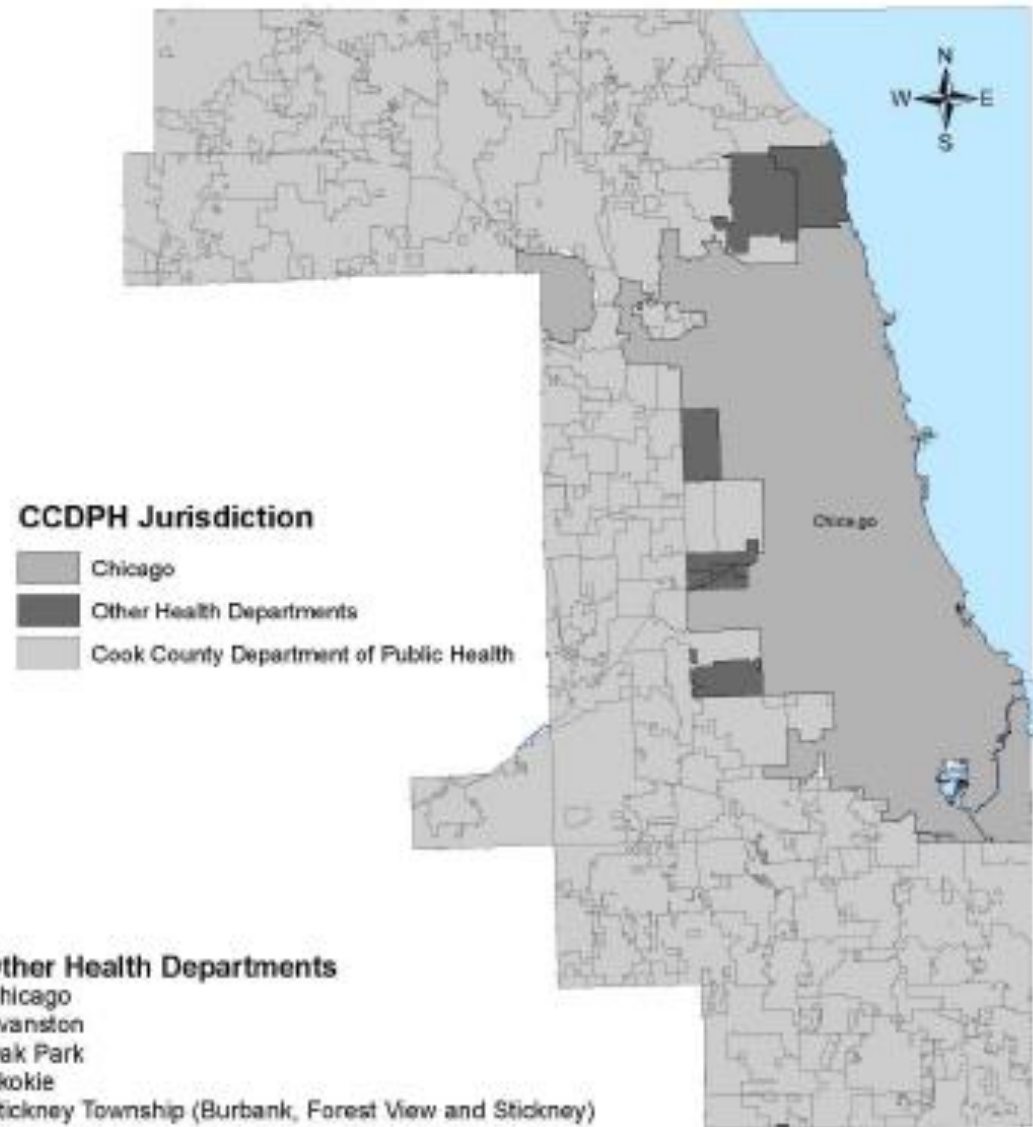 N
W E
S
Chicago
CCDPH Jurisdiction
Chicago
Other Health Departments
Cook County Department of Public Health
ther Health Departments
hicago
vanston
ak Park
kokie
tickney Township (Burbank, Forest View and Stickney)